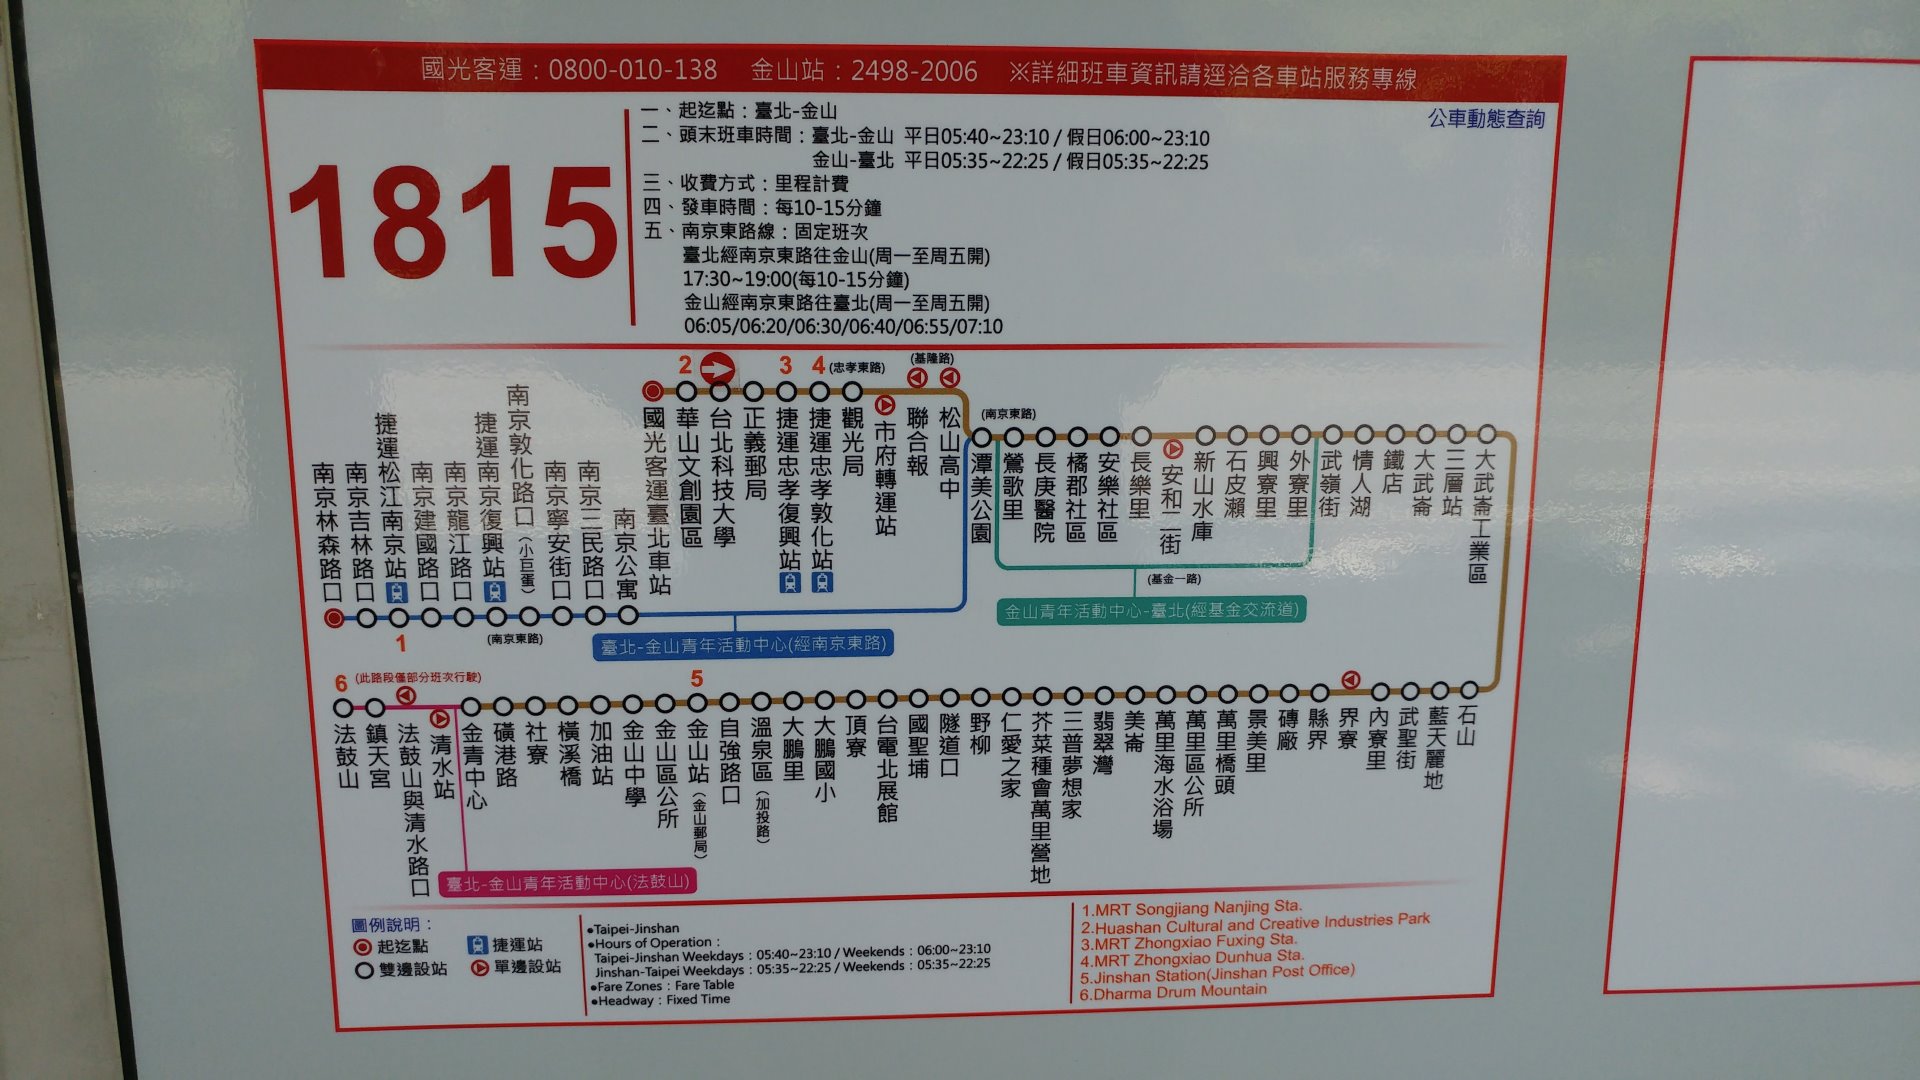 國光客運：0800-010-138 金山站：2498-2006 ※詳細班車資訊請逕洽各車站服務專線
公車動態查詢
1815
一、起迄點：臺北-金山
二、頭末班車時間：臺北-金山 平日05:40~23:10 / 假日06:00~23:10
金山-臺北 平日05:35~22:25 / 假日05:35~22:25
三、收費方式：里程計費
四、發車時間：每10-15分鐘
五、南京東路線：固定班次
臺北經南京東路往金山(周一至周五開)
17:30~19:00(每10-15分鐘)
金山經南京東路往臺北(周一至周五開)
06:05/06:20/06:30/06:40/06:55/07:10
2
3
4
(忠孝東路)
(基隆路)
(南京東路)
國光客運臺北車站
華山文創園區
台北科技大學
正義郵局
捷運忠孝復興站
捷運忠孝敦化站
觀光局
市府轉運站
聯合報
松山高中
潭美公園
鶯歌里
長庚醫院
橘郡社區
安樂社區
長樂里
安和二街
新山水庫
石皮瀨
興寮里
外寮里
武嶺街
情人湖
鐵店
大武崙
三層站
大武崙工業區
(基金一路)
金山青年活動中心-臺北(經基金交流道)
南京林森路口
南京吉林路口
捷運松江南京站
南京建國路口
南京龍江路口
捷運南京復興站
南京敦化路口(小巨蛋)
南京寧安街口
南京三民路口
南京公寓
1
(南京東路)
臺北-金山青年活動中心(經南京東路)
6
(此路段僅部分班次行駛)
5
法鼓山
鎮天宮
法鼓山與清水路口
清水站
金青中心
磺港路
社寮
橫溪橋
加油站
金山中學
金山區公所
金山站(金山郵局)
自強路口
溫泉區(加投路)
大鵬里
大鵬國小
頂寮
台電北展館
國聖埔
隧道口
野柳
仁愛之家
芥菜種會萬里營地
三普夢想家
翡翠灣
美崙
萬里海水浴場
萬里區公所
萬里橋頭
景美里
磚廠
縣界
界寮
內寮里
武聖街
藍天麗地
石山
臺北-金山青年活動中心(法鼓山)
圖例說明：
起迄點 捷運站
雙邊設站 單邊設站
●Taipei-Jinshan
●Hours of Operation：
Taipei-Jinshan Weekdays：05:40~23:10 / Weekends：06:00~23:10
Jinshan-Taipei Weekdays：05:35~22:25 / Weekends：05:35~22:25
●Fare Zones：Fare Table
●Headway：Fixed Time
1.MRT Songjiang Nanjing Sta.
2.Huashan Cultural and Creative Industries Park
3.MRT Zhongxiao Fuxing Sta.
4.MRT Zhongxiao Dunhua Sta.
5.Jinshan Station(Jinshan Post Office)
6.Dharma Drum Mountain